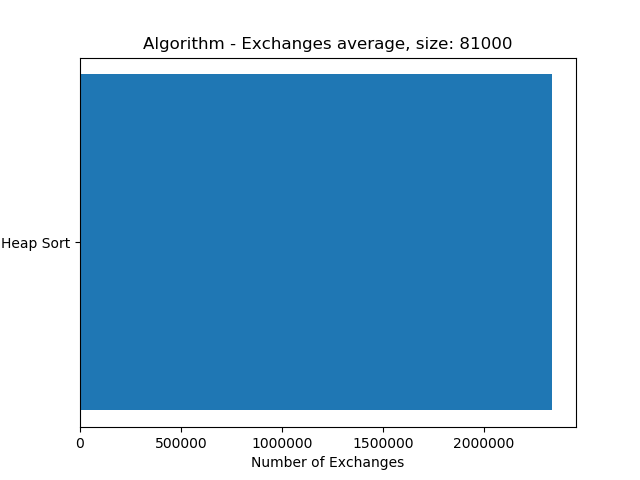 Algorithm - Exchanges average, size: 81000
Heap Sort
0 500000 1000000 1500000 2000000
Number of Exchanges